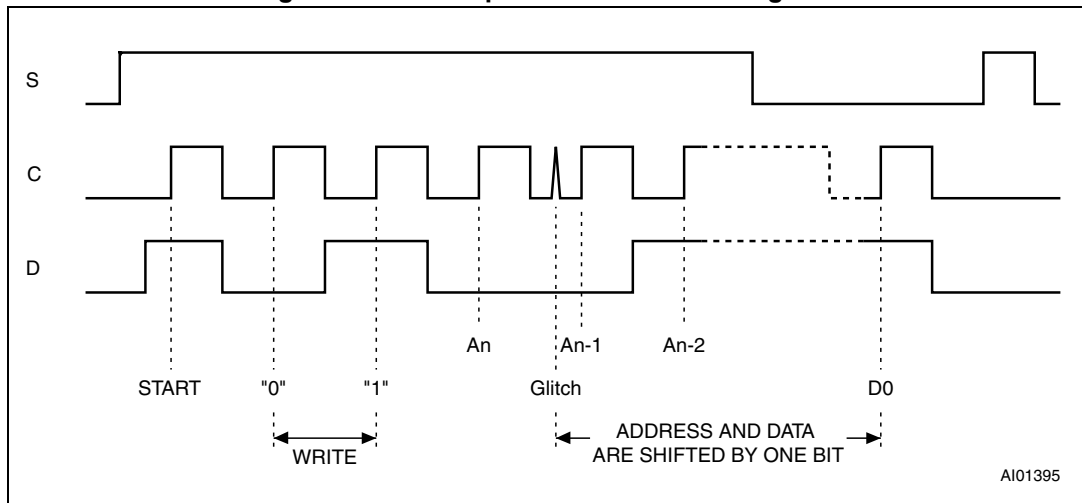 S
C
D
An An-1 An-2
START "0" "1" Glitch D0
WRITE
ADDRESS AND DATA
ARE SHIFTED BY ONE BIT
AI01395